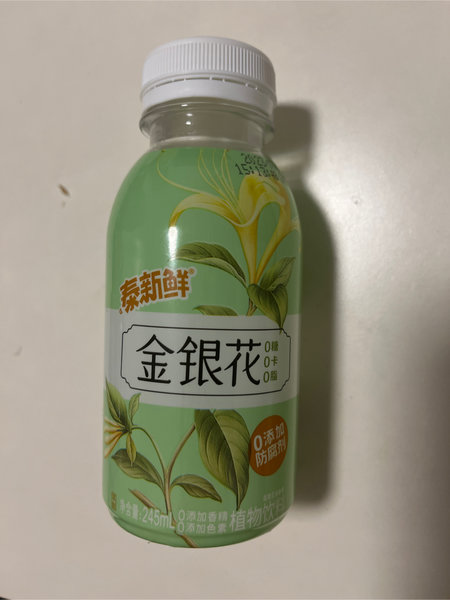 泰新鲜®
金银花
0糖
0卡
0脂
0添加
防腐剂
净含量:245mL
0添加香精
0添加色素
植物饮